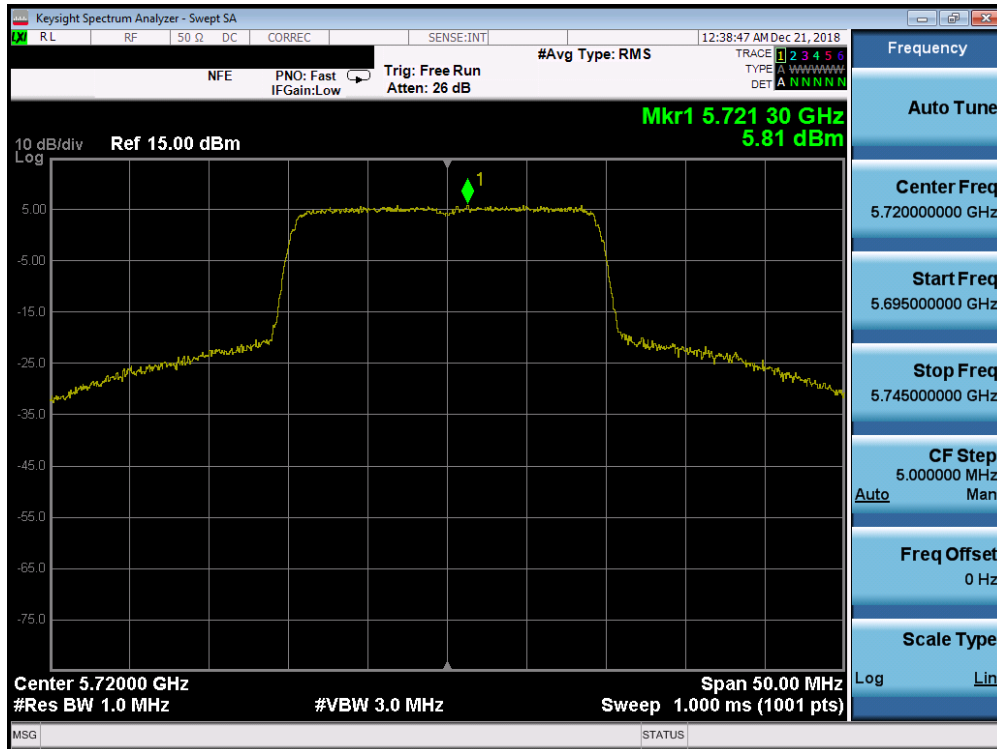 Keysight Spectrum Analyzer - Swept SA
LXI RL RF 50 Ω DC CORREC SENSE:INT 12:38:47 AM Dec 21, 2018
#Avg Type: RMS TRACE 1 2 3 4 5 6
NFE PNO: Fast Trig: Free Run TYPE A WWWWW
IFGain:Low Atten: 26 dB DET A N N N N N
Mkr1 5.721 30 GHz
5.81 dBm
10 dB/div Ref 15.00 dBm
Log
1
5.00
-5.00
-15.0
-25.0
-35.0
-45.0
-55.0
-65.0
-75.0
Center 5.72000 GHz Span 50.00 MHz
#Res BW 1.0 MHz #VBW 3.0 MHz Sweep 1.000 ms (1001 pts)
MSG STATUS
Frequency
Auto Tune
Center Freq
5.720000000 GHz
Start Freq
5.695000000 GHz
Stop Freq
5.745000000 GHz
CF Step
5.000000 MHz
Auto Man
Freq Offset
0 Hz
Scale Type
Log Lin